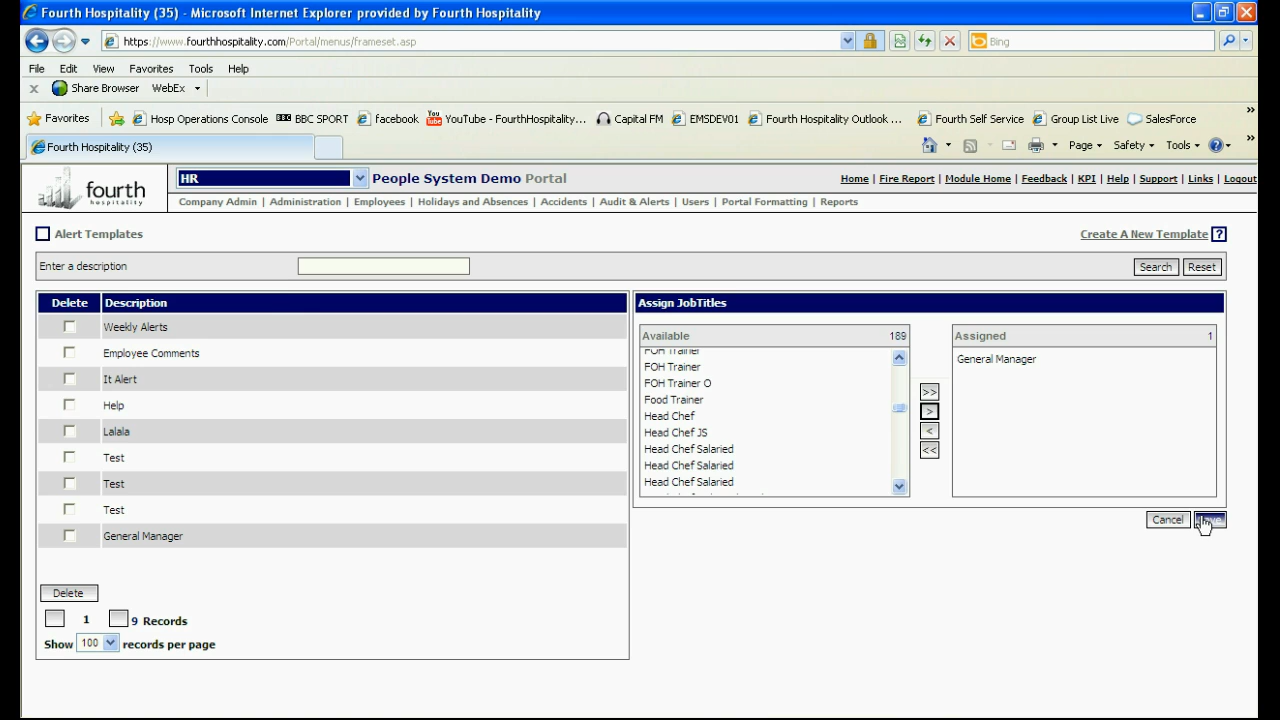 Fourth Hospitality (35) - Microsoft Internet Explorer provided by Fourth Hospitality
https://www.fourthhospitality.com/Portal/menus/frameset.asp
Bing
File Edit View Favorites Tools Help
x Share Browser WebEx
Favorites Hosp Operations Console BBC SPORT facebook YouTube - FourthHospitality... Capital FM EMSDEV01 Fourth Hospitality Outlook ... Fourth Self Service Group List Live SalesForce »
Fourth Hospitality (35) Page Safety Tools »
fourth
hospitality
HR People System Demo Portal Home | Fire Report | Module Home | Feedback | KPI | Help | Support | Links | Logout
Company Admin | Administration | Employees | Holidays and Absences | Accidents | Audit & Alerts | Users | Portal Formatting | Reports
Alert Templates Create A New Template ?
Enter a description Search Reset
Delete Description
Weekly Alerts
Employee Comments
It Alert
Help
Lalala
Test
Test
Test
General Manager
Delete
1 9 Records
Show 100 records per page
Assign JobTitles
Available 189
FOH Trainer
FOH Trainer
FOH Trainer O
Food Trainer
Head Chef
Head Chef JS
Head Chef Salaried
Head Chef Salaried
Head Chef Salaried
>>
>
<
<<
Assigned 1
General Manager
Cancel